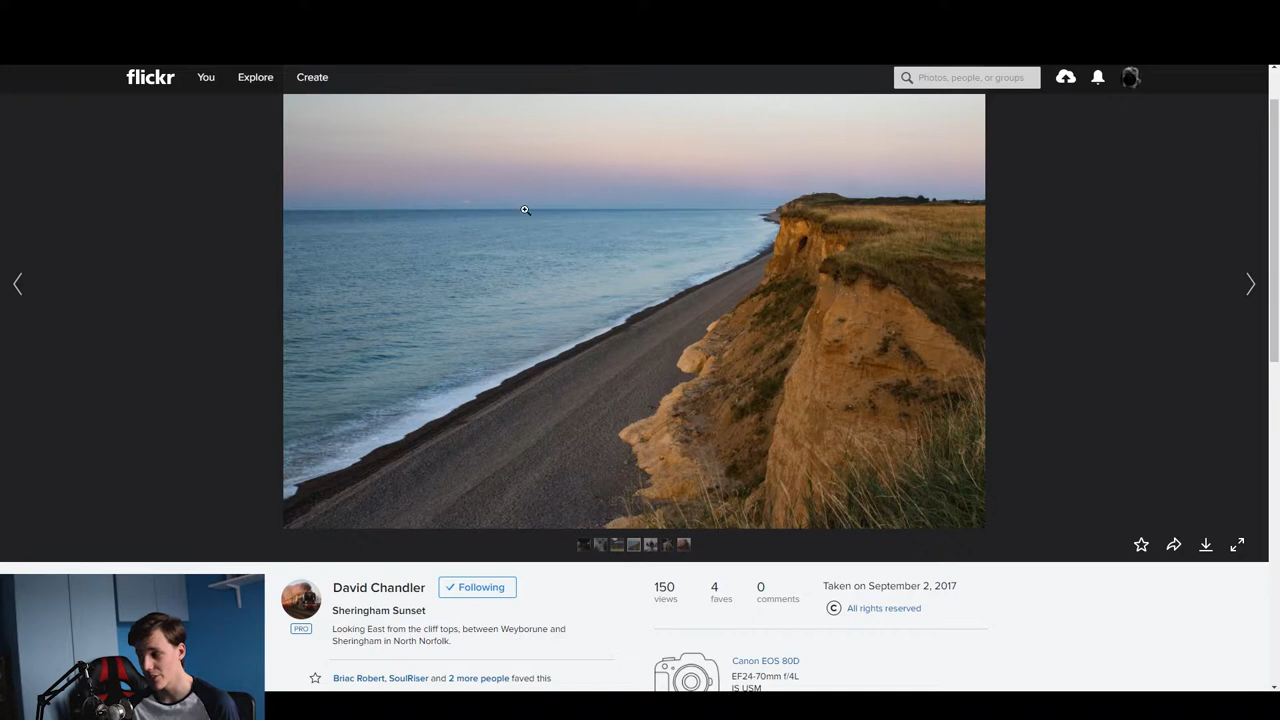 flickr You Explore Create Photos, people, or groups
David Chandler Following
PRO
Sheringham Sunset
Looking East from the cliff tops, between Weyborune and
Sheringham in North Norfolk.
Briac Robert, SoulRiser and 2 more people faved this
150 4 0
views faves comments
Taken on September 2, 2017
C All rights reserved
Canon EOS 80D
EF24-70mm f/4L
IS USM